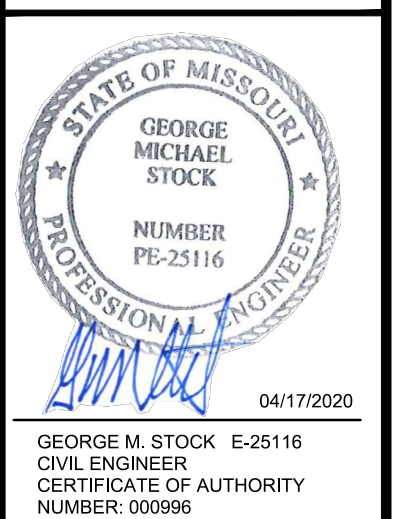 STATE OF MISSOURI
GEORGE
MICHAEL
STOCK
NUMBER
PE-25116
PROFESSIONAL ENGINEER
04/17/2020
GEORGE M. STOCK E-25116
CIVIL ENGINEER
CERTIFICATE OF AUTHORITY
NUMBER: 000996